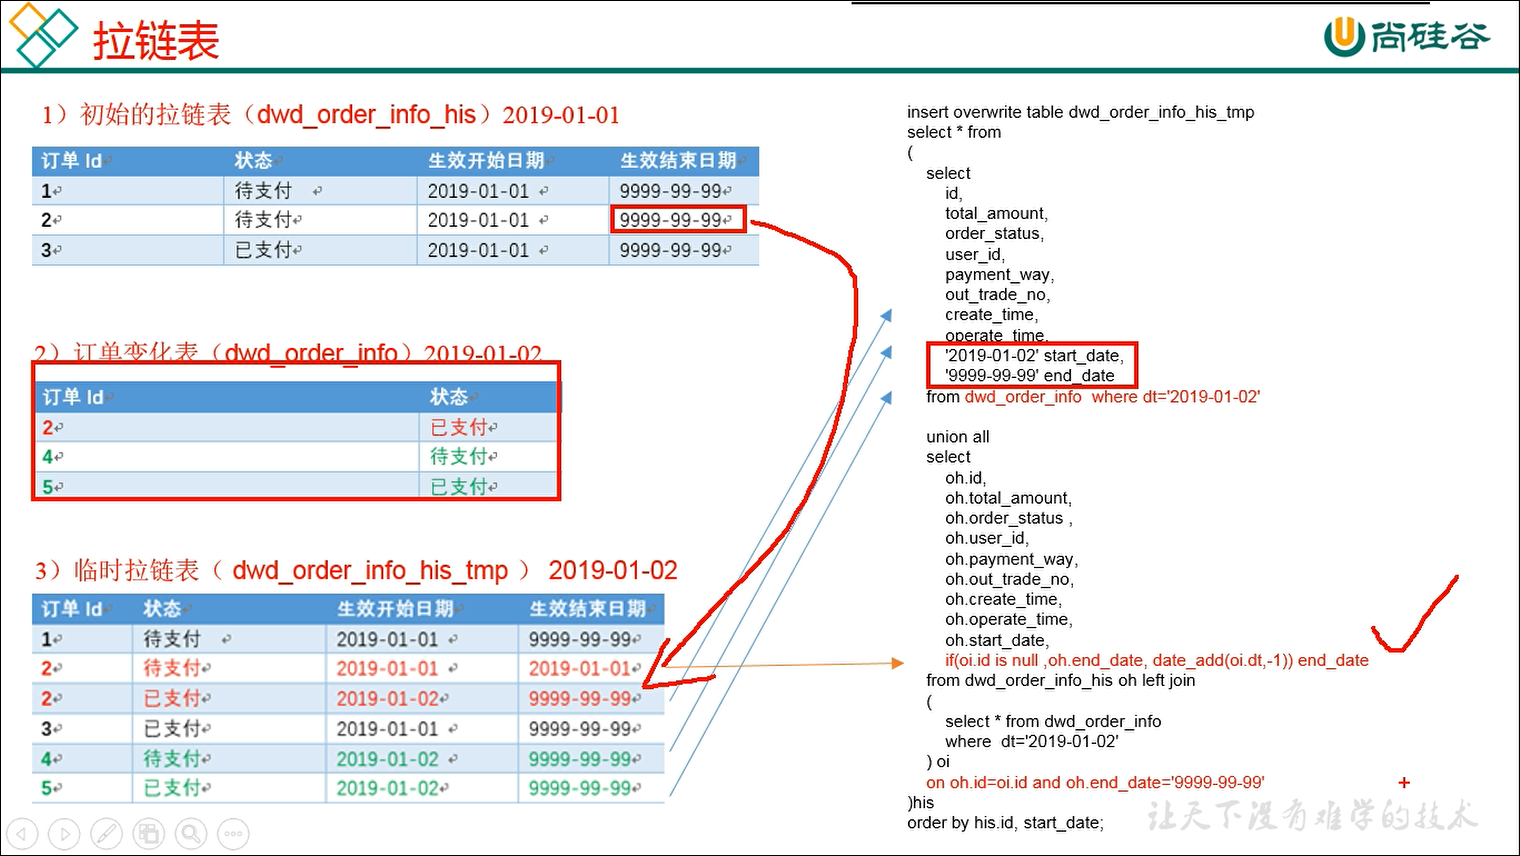 拉链表
尚硅谷
1）初始的拉链表（dwd_order_info_his）2019-01-01
订单 Id 状态 生效开始日期 生效结束日期
1 待支付 2019-01-01 9999-99-99
2 待支付 2019-01-01 9999-99-99
3 已支付 2019-01-01 9999-99-99
2）订单变化表（dwd_order_info）2019-01-02
订单 Id 状态
2 已支付
4 待支付
5 已支付
3）临时拉链表（ dwd_order_info_his_tmp ） 2019-01-02
订单 Id 状态 生效开始日期 生效结束日期
1 待支付 2019-01-01 9999-99-99
2 待支付 2019-01-01 2019-01-01
2 已支付 2019-01-02 9999-99-99
3 已支付 2019-01-01 9999-99-99
4 待支付 2019-01-02 9999-99-99
5 已支付 2019-01-02 9999-99-99
insert overwrite table dwd_order_info_his_tmp
select * from
(
select
id,
total_amount,
order_status,
user_id,
payment_way,
out_trade_no,
create_time,
operate_time,
'2019-01-02' start_date,
'9999-99-99' end_date
from dwd_order_info where dt='2019-01-02'
union all
select
oh.id,
oh.total_amount,
oh.order_status ,
oh.user_id,
oh.payment_way,
oh.out_trade_no,
oh.create_time,
oh.operate_time,
oh.start_date,
if(oi.id is null ,oh.end_date, date_add(oi.dt,-1)) end_date
from dwd_order_info_his oh left join
(
select * from dwd_order_info
where dt='2019-01-02'
) oi
on oh.id=oi.id and oh.end_date='9999-99-99'
)his
order by his.id, start_date;
让天下没有难学的技术